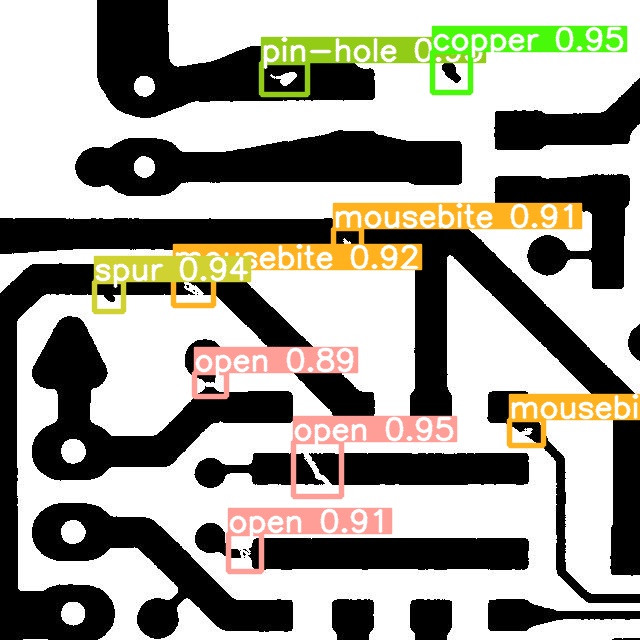 copper 0.95
pin-hole
mousebite 0.91
mousebite 0.92
spur 0.94
open 0.89
mousebi
open 0.95
open 0.91